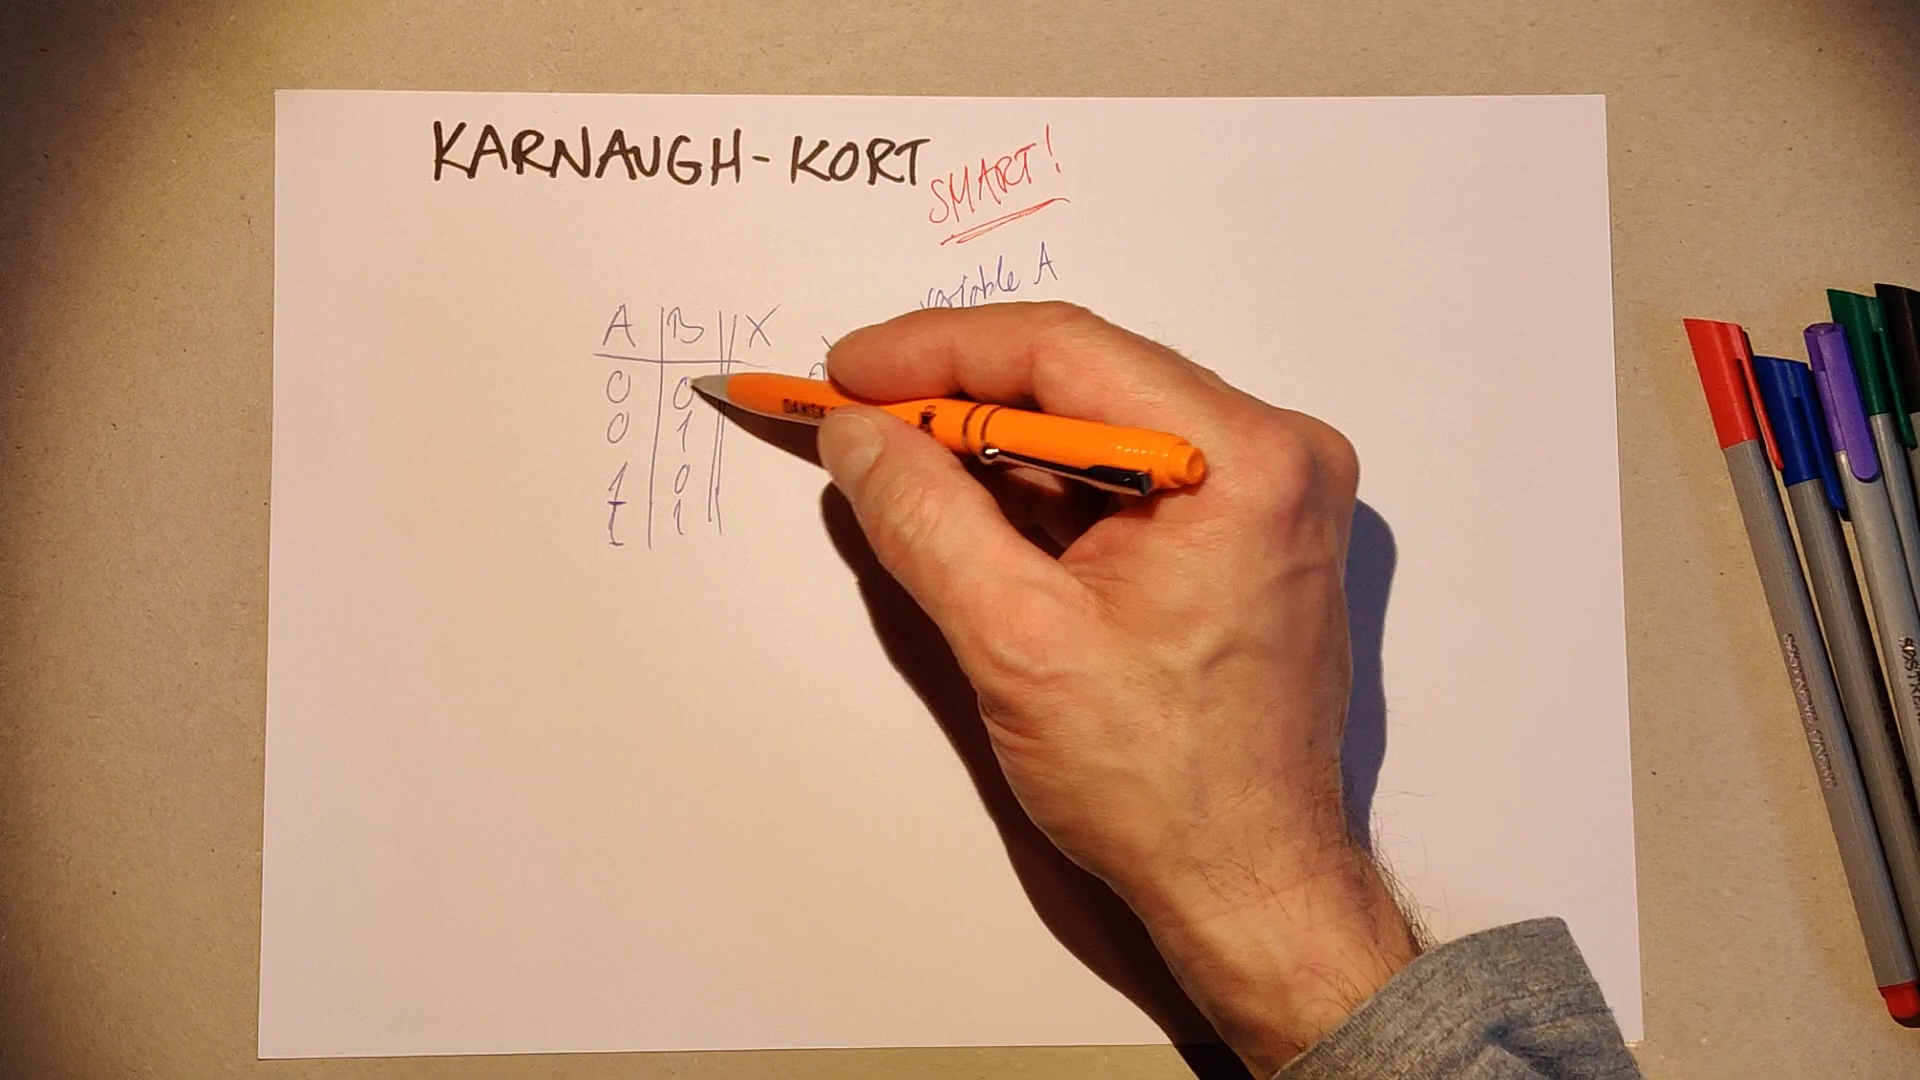 KARNAUGH-KORT
SMART!
variable A
A B X
0 0
0 1
1 0
1 1